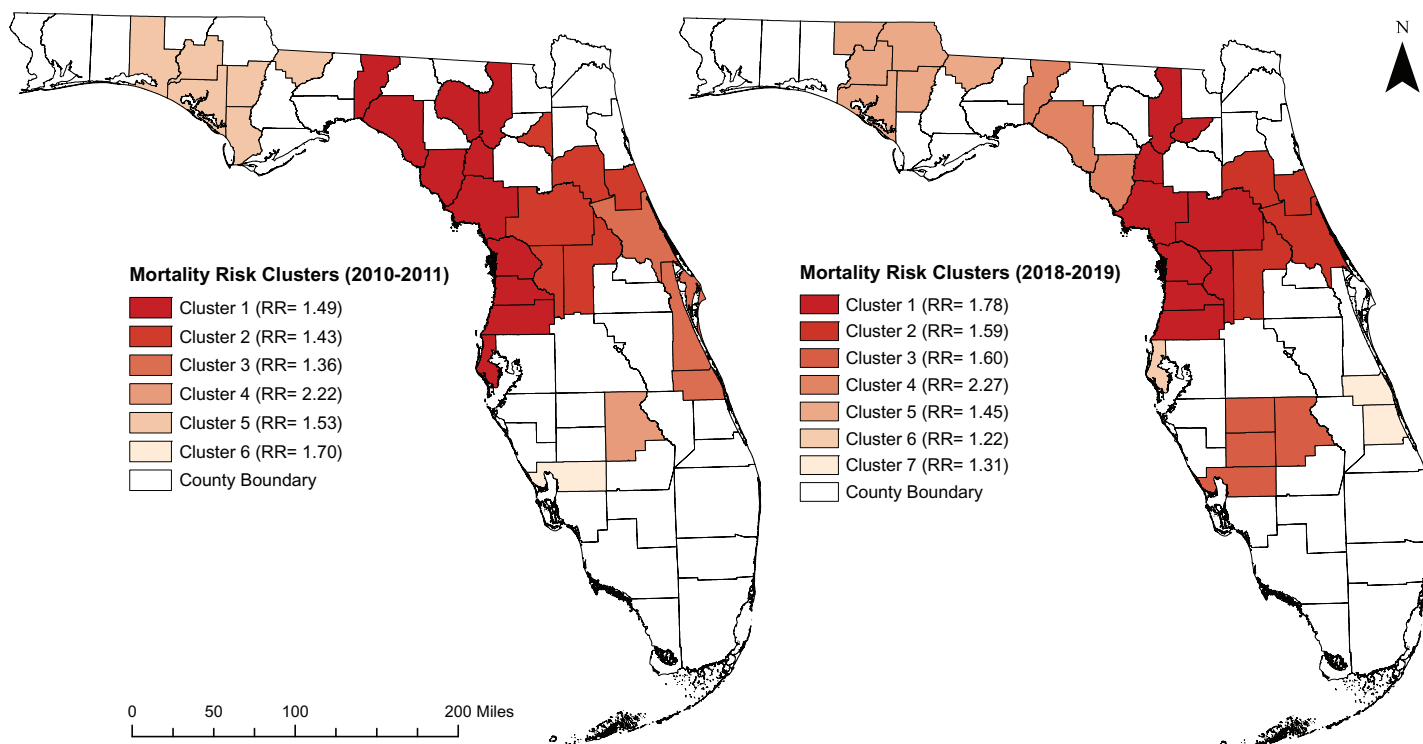 N
Mortality Risk Clusters (2010-2011)
Cluster 1 (RR= 1.49)
Cluster 2 (RR= 1.43)
Cluster 3 (RR= 1.36)
Cluster 4 (RR= 2.22)
Cluster 5 (RR= 1.53)
Cluster 6 (RR= 1.70)
County Boundary
Mortality Risk Clusters (2018-2019)
Cluster 1 (RR= 1.78)
Cluster 2 (RR= 1.59)
Cluster 3 (RR= 1.60)
Cluster 4 (RR= 2.27)
Cluster 5 (RR= 1.45)
Cluster 6 (RR= 1.22)
Cluster 7 (RR= 1.31)
County Boundary
0 50 100 200 Miles